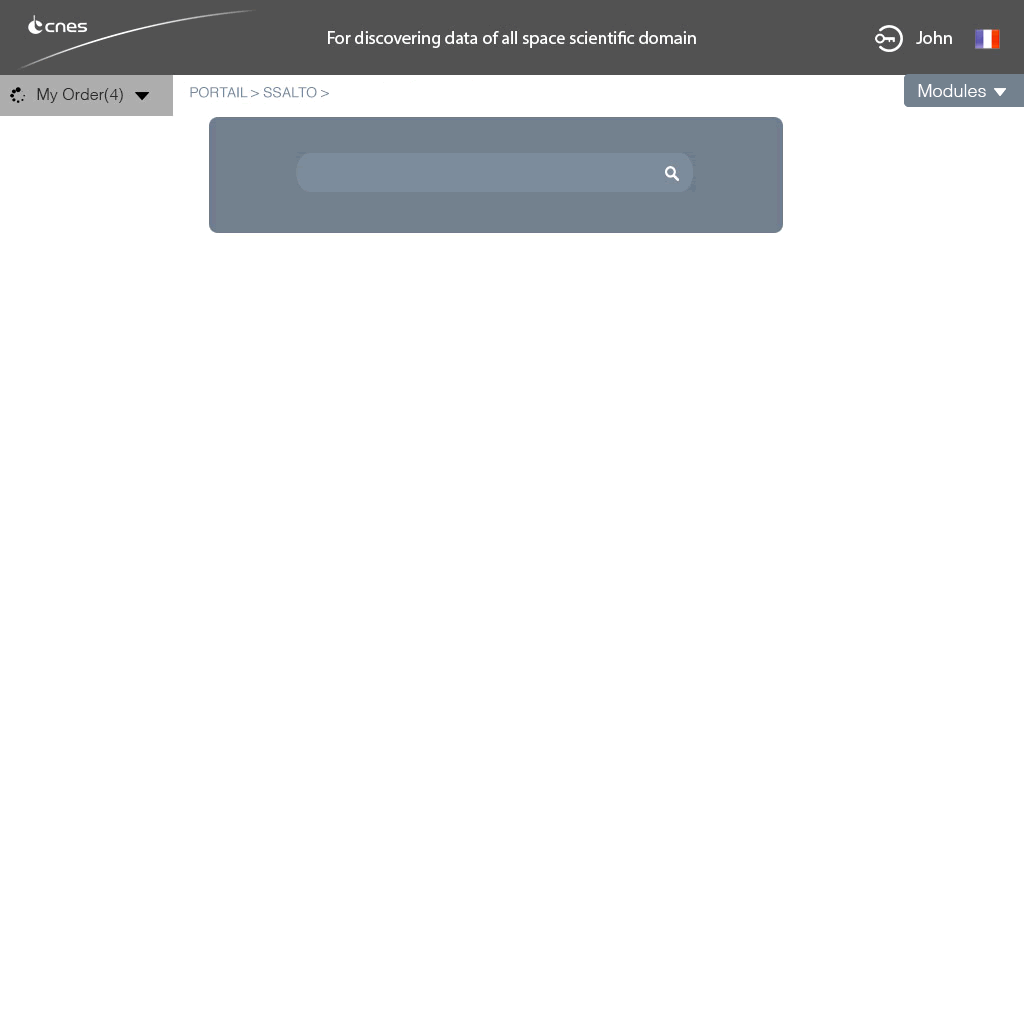 cnes
For discovering data of all space scientific domain
John
My Order(4)
PORTAIL > SSALTO >
Modules